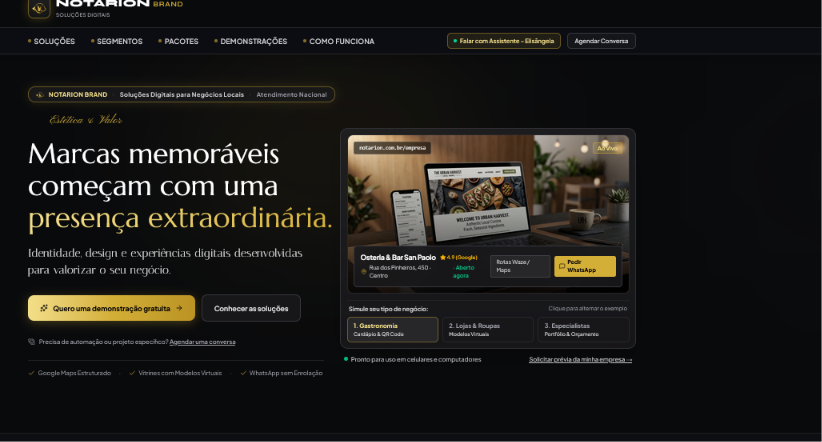 NOTARION BRAND
SOLUÇÕES DIGITAIS
SOLUÇÕES
SEGMENTOS
PACOTES
DEMONSTRAÇÕES
COMO FUNCIONA
Falar com Assistente - Elisângela
Agendar Conversa
NOTARION BRAND Soluções Digitais para Negócios Locais Atendimento Nacional
Estética & Valor
Marcas memoráveis
começam com uma
presença extraordinária.
Identidade, design e experiências digitais desenvolvidas
para valorizar o seu negócio.
Quero uma demonstração gratuita →
Conhecer as soluções
Precisa de automação ou projeto específico? Agendar uma conversa
✓ Google Maps Estruturado · ✓ Vitrines com Modelos Virtuais · ✓ WhatsApp sem Enrolação
notarion.com.br/empresa
Ao Vivo
WELCOME TO URBAN HARVEST
Osteria & Bar San Paolo ★ 4.9 (Google)
Rua dos Pinheiros, 450 - Centro
· Aberto agora
Rotas Waze / Mapa
Pedir WhatsApp
Simule seu tipo de negócio:
Clique para alternar o exemplo
1. Gastronomia
Cardápio & QR Code
2. Lojas & Roupas
Modelos Virtuais
3. Especialistas
Portfólio & Orçamento
Pronto para uso em celulares e computadores
Solicitar prévia da minha empresa →